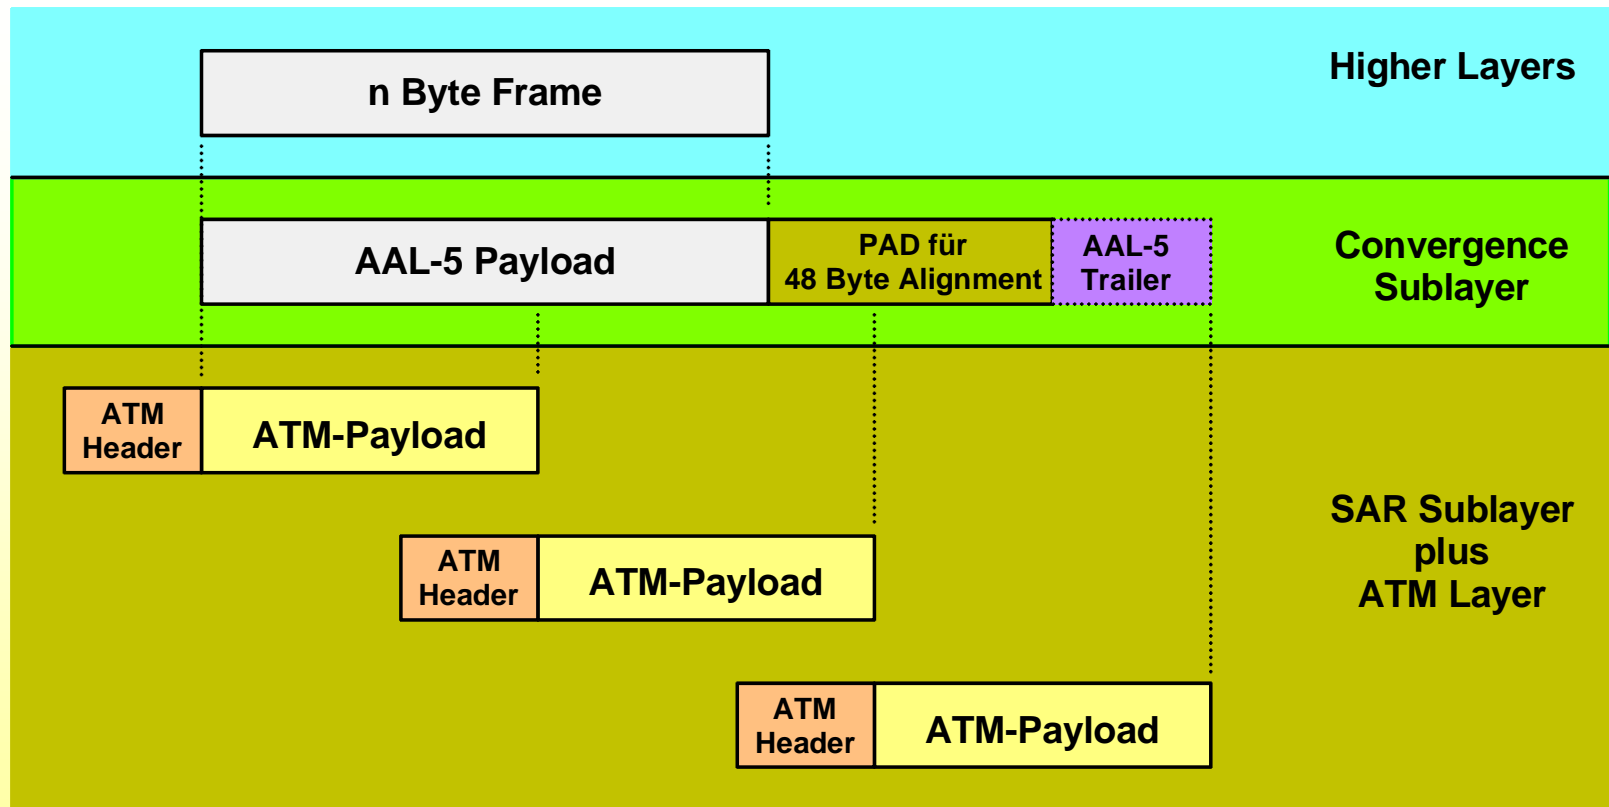 Higher Layers
n Byte Frame
AAL-5 Payload
PAD für
48 Byte Alignment
AAL-5
Trailer
Convergence
Sublayer
ATM
Header
ATM-Payload
ATM
Header
ATM-Payload
SAR Sublayer
plus
ATM Layer
ATM
Header
ATM-Payload